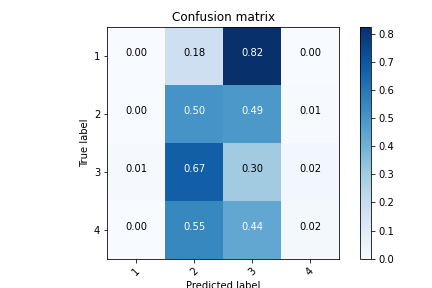 Confusion matrix
1 0.00 0.18 0.82 0.00
2 0.00 0.50 0.49 0.01
3 0.01 0.67 0.30 0.02
4 0.00 0.55 0.44 0.02
1 2 3 4
True label
Predicted label
0.8
0.7
0.6
0.5
0.4
0.3
0.2
0.1
0.0